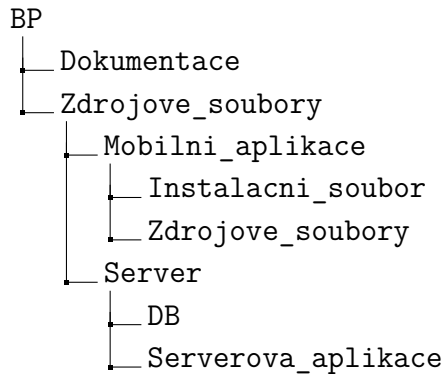 BP
Dokumentace
Zdrojove_soubory
Mobilni_aplikace
Instalacni_soubor
Zdrojove_soubory
Server
DB
Serverova_aplikace